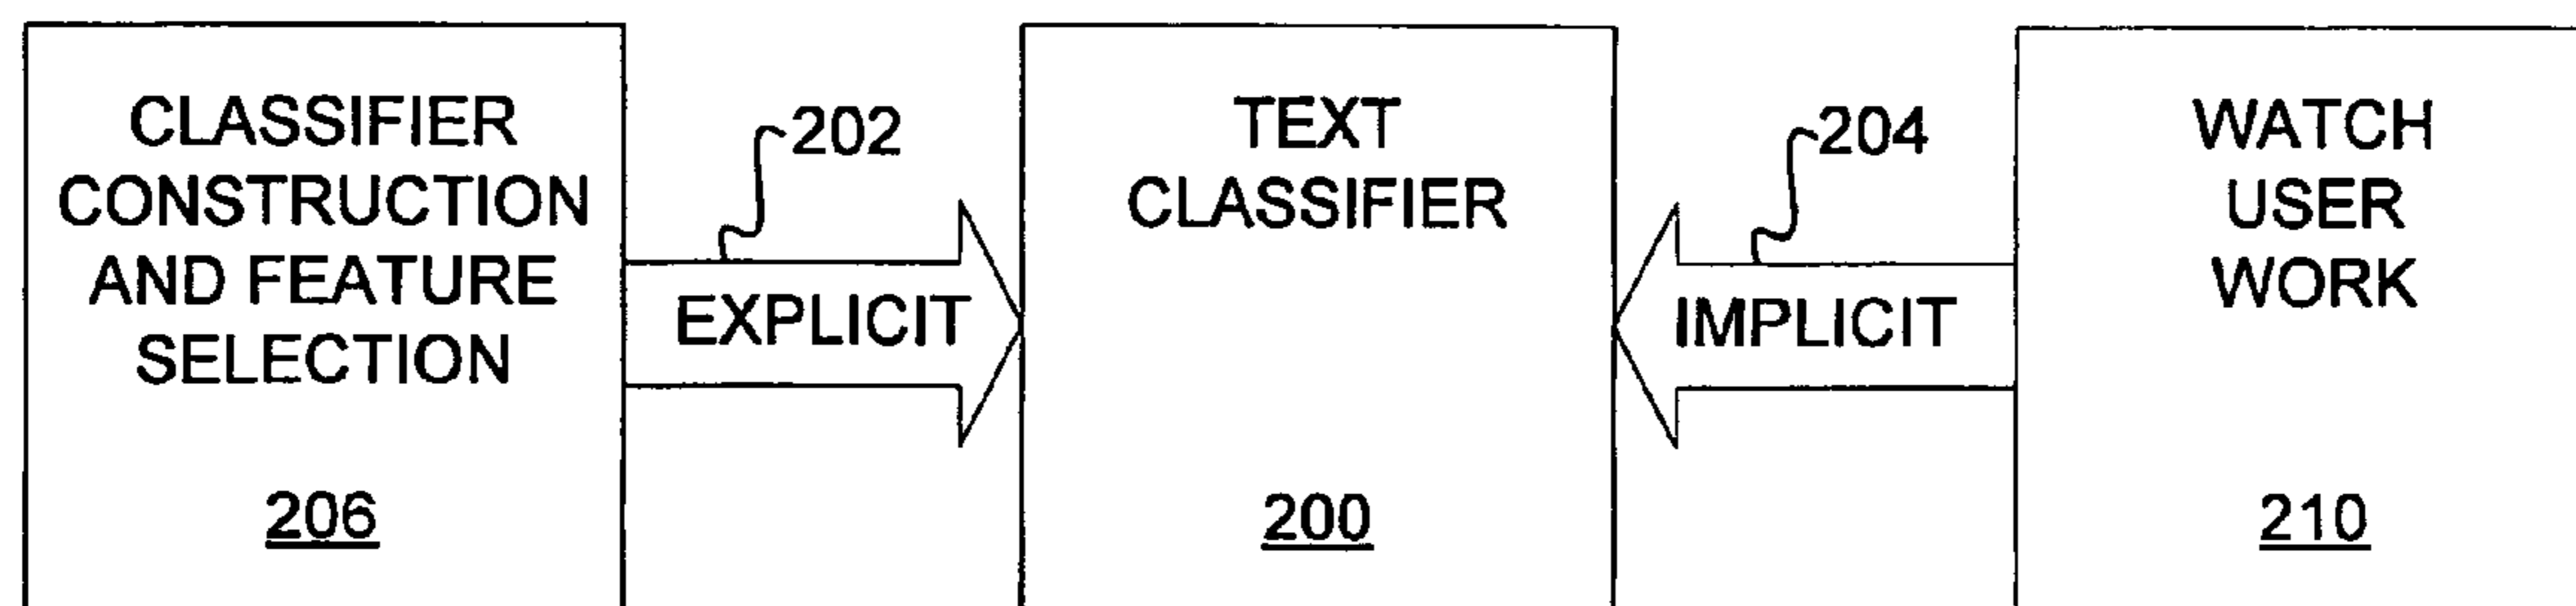 CLASSIFIER
CONSTRUCTION
AND FEATURE
SELECTION
206
202
EXPLICIT
TEXT
CLASSIFIER
200
204
IMPLICIT
WATCH
USER
WORK
210